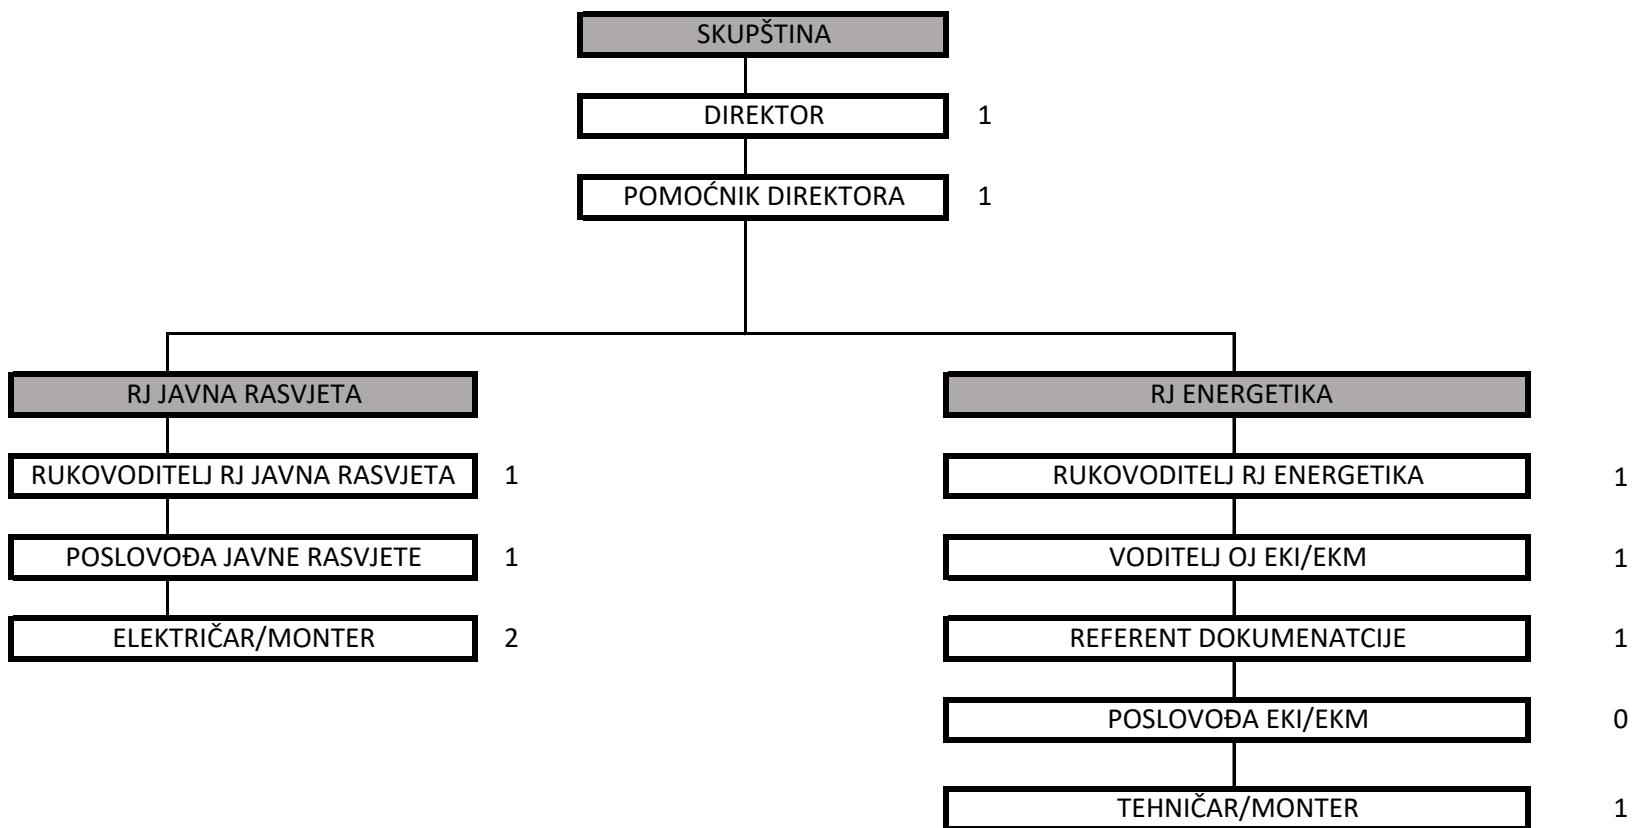 SKUPŠTINA
DIREKTOR 1
POMOĆNIK DIREKTORA 1
RJ JAVNA RASVJETA
RUKOVODITELJ RJ JAVNA RASVJETA 1
POSLOVOĐA JAVNE RASVJETE 1
ELEKTRIČAR/MONTER 2
RJ ENERGETIKA
RUKOVODITELJ RJ ENERGETIKA 1
VODITELJ OJ EKI/EKM 1
REFERENT DOKUMENATCIJE 1
POSLOVOĐA EKI/EKM 0
TEHNIČAR/MONTER 1